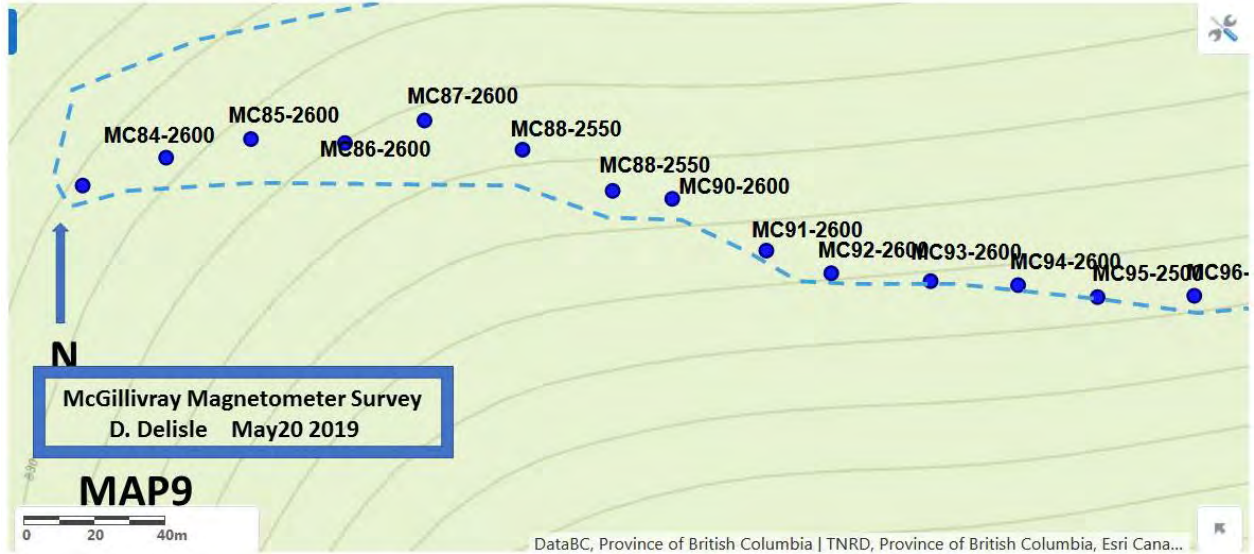 MC87-2600
MC85-2600
MC84-2600
MC86-2600
MC88-2550
MC88-2550
MC90-2600
MC91-2600
MC92-2600
MC93-2600
MC94-2600
MC95-2500
MC96-
N
McGillivray Magnetometer Survey
D. Delisle May20 2019
830
MAP9
0 20 40m
DataBC, Province of British Columbia | TNRD, Province of British Columbia, Esri Cana...